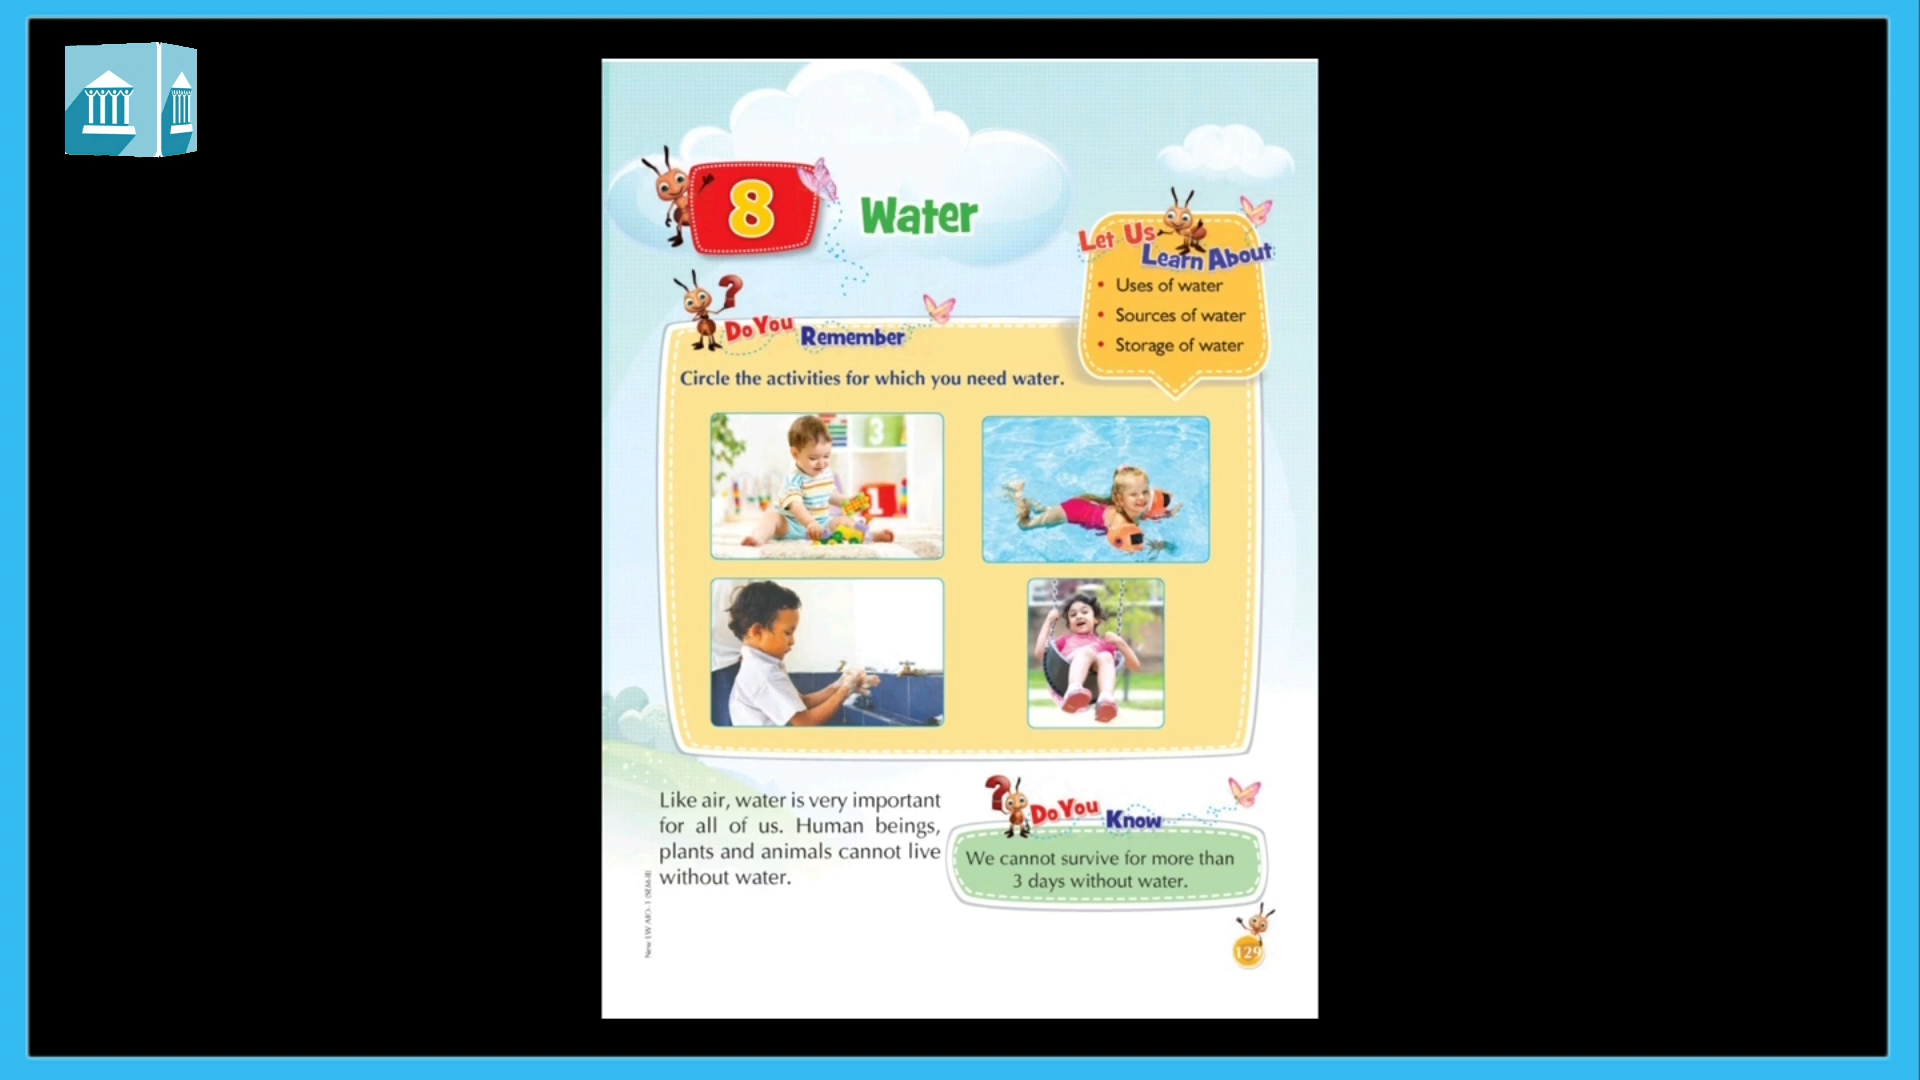 8
Water
Let Us
Learn About
• Uses of water
• Sources of water
• Storage of water
?
Do You
Remember
Circle the activities for which you need water.
3
1
Like air, water is very important
for all of us. Human beings,
plants and animals cannot live
without water.
?
Do You
Know
We cannot survive for more than
3 days without water.
129